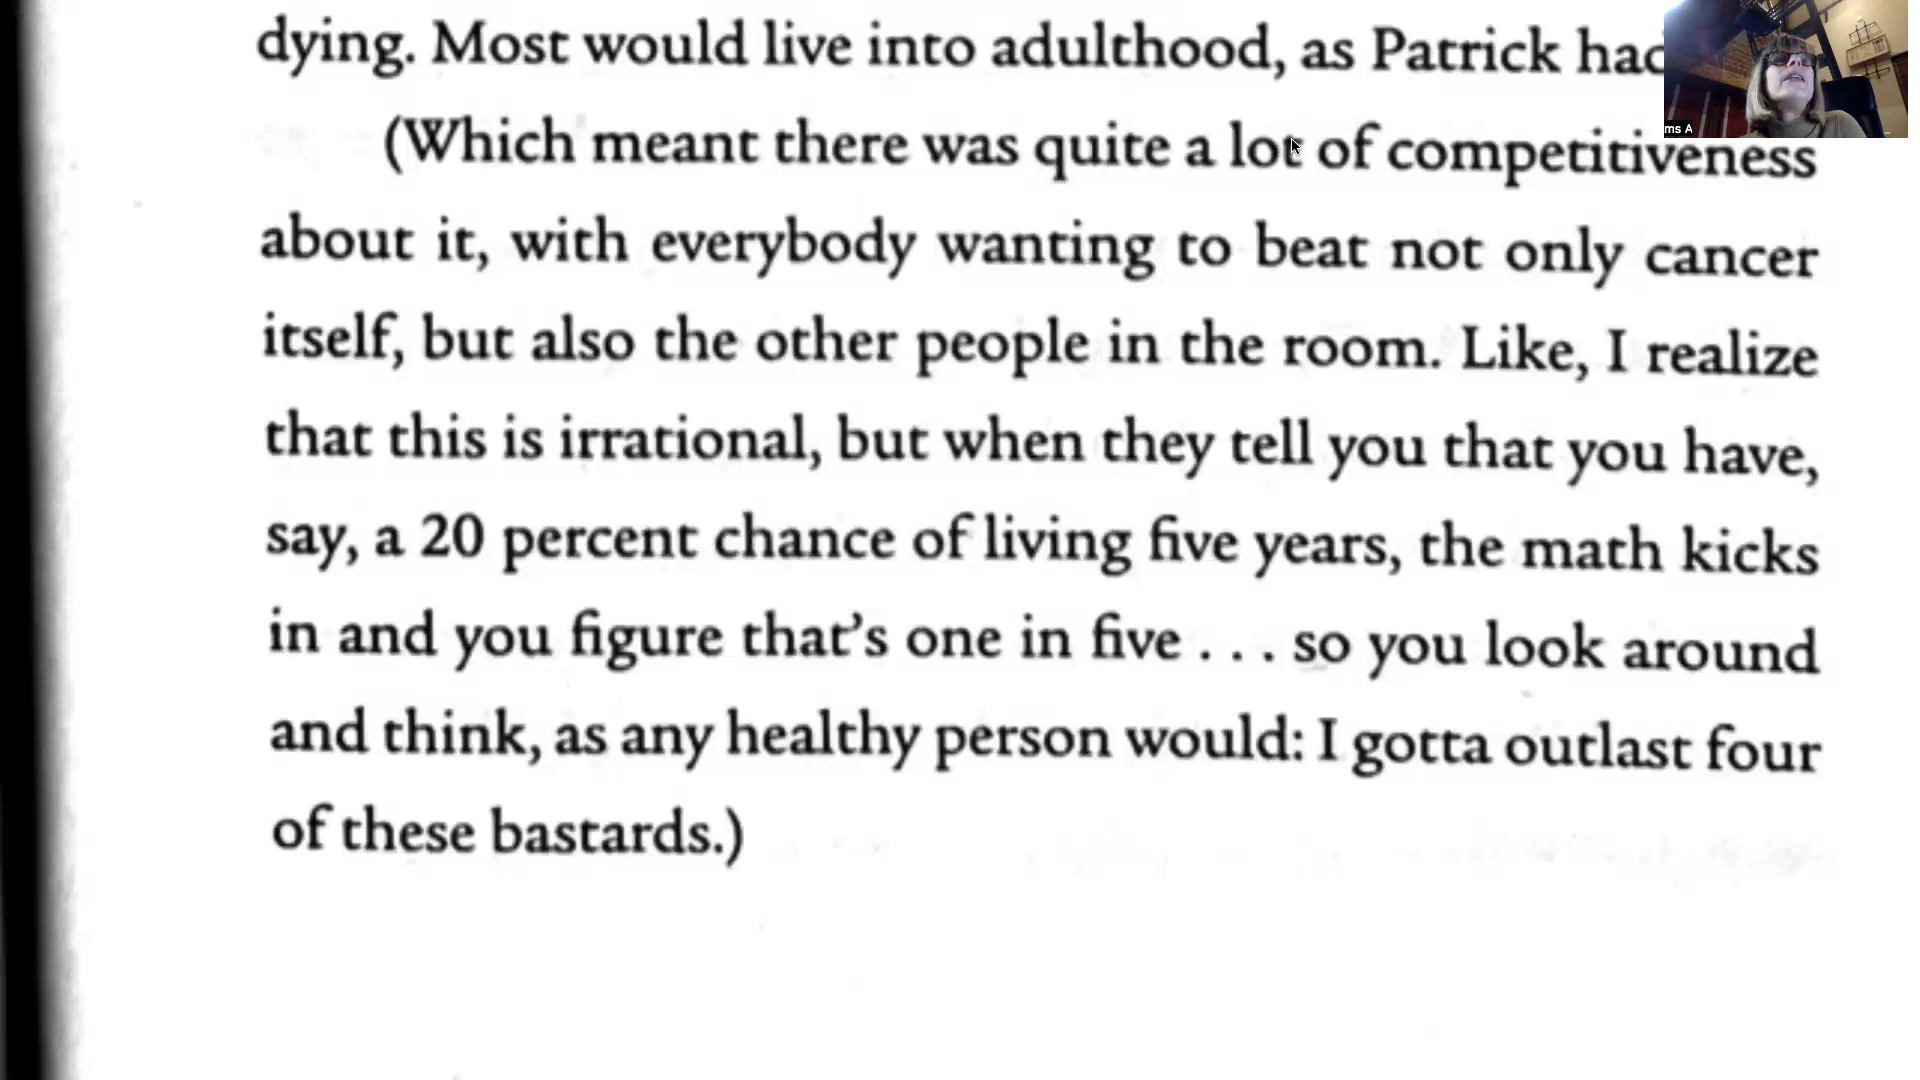 dying. Most would live into adulthood, as Patrick had
(Which meant there was quite a lot of competitiveness
about it, with everybody wanting to beat not only cancer
itself, but also the other people in the room. Like, I realize
that this is irrational, but when they tell you that you have,
say, a 20 percent chance of living five years, the math kicks
in and you figure that’s one in five . . . so you look around
and think, as any healthy person would: I gotta outlast four
of these bastards.)
ms A